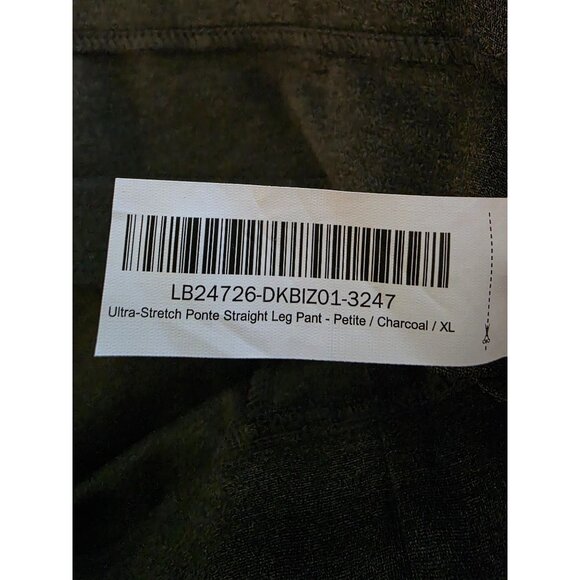 LB24726-DKBIZ01-3247
Ultra-Stretch Ponte Straight Leg Pant - Petite / Charcoal / XL